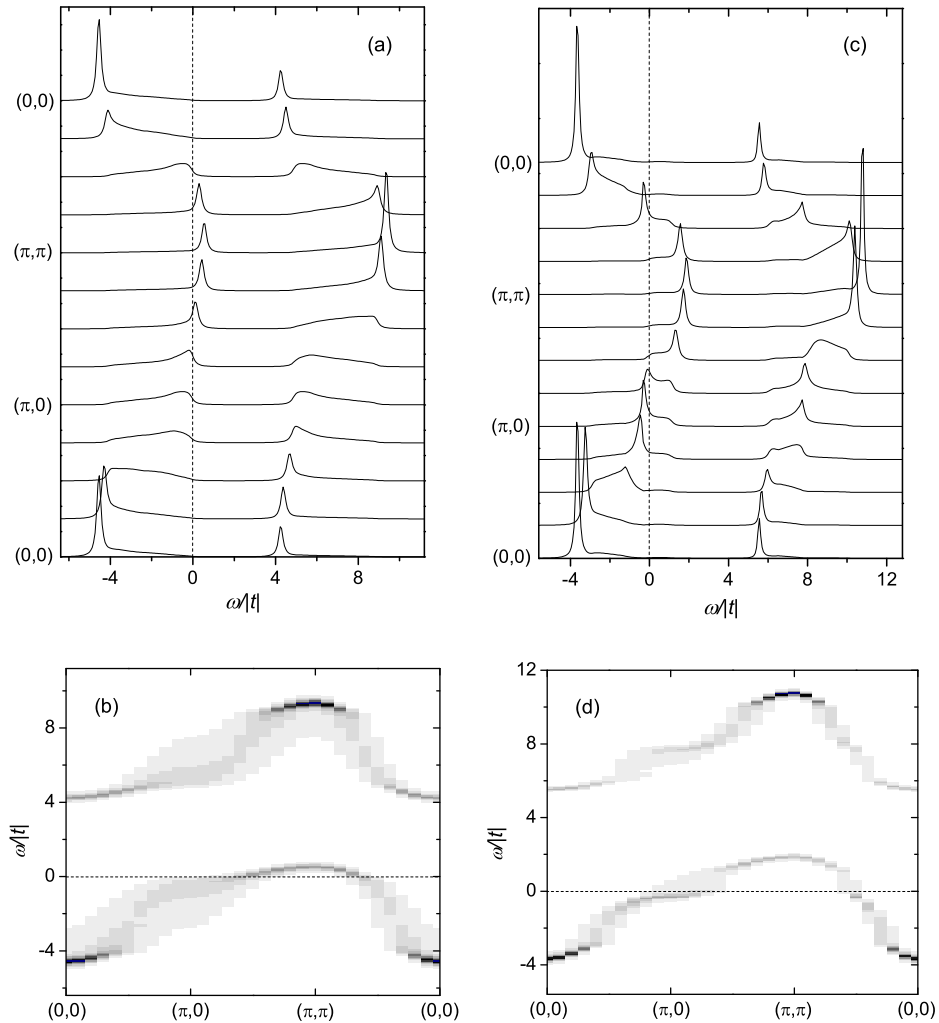 (a)
(0,0)
(π,π)
(π,0)
(0,0)
-4 0 4 8
ω/|t|
(c)
(0,0)
(π,π)
(π,0)
(0,0)
-4 0 4 8 12
ω/|t|
(b)
8
4
0
-4
ω/|t|
(0,0) (π,0) (π,π) (0,0)
(d)
12
8
4
0
-4
ω/|t|
(0,0) (π,0) (π,π) (0,0)